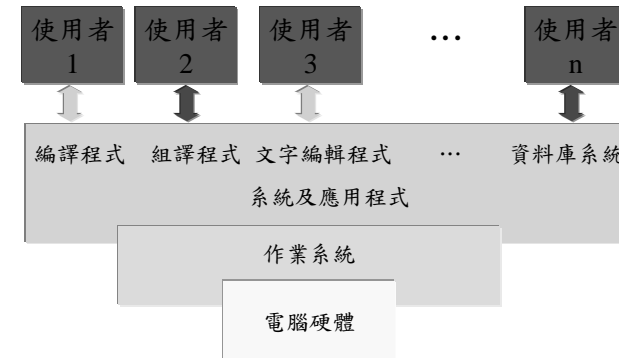 使用者 使用者 使用者 … 使用者
1 2 3 n
編譯程式 組譯程式 文字編輯程式 … 資料庫系統
系統及應用程式
作業系統
電腦硬體